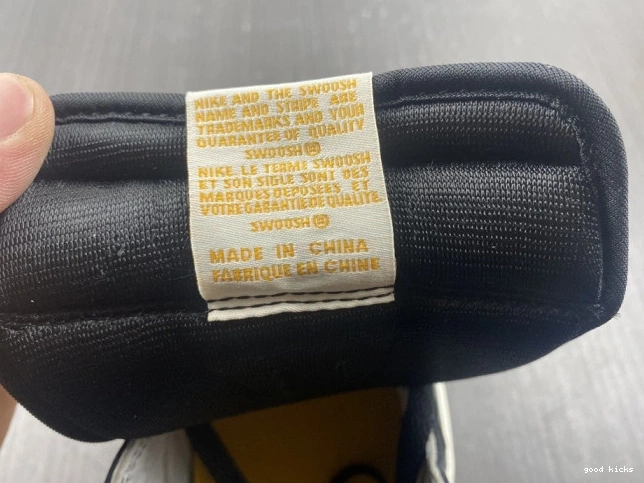 NIKE AND THE SWOOSH
NAME AND STRIPE ARE
TRADEMARKS AND YOUR
GUARANTEE OF QUALITY
SWOOSH®
NIKE LE TERME SWOOSH
ET SON SIGLE SONT DES
MARQUES DEPOSEES ET
VOTRE GARANTIE DE QUALITE
SWOOSH®
MADE IN CHINA
FABRIQUE EN CHINE
good kicks